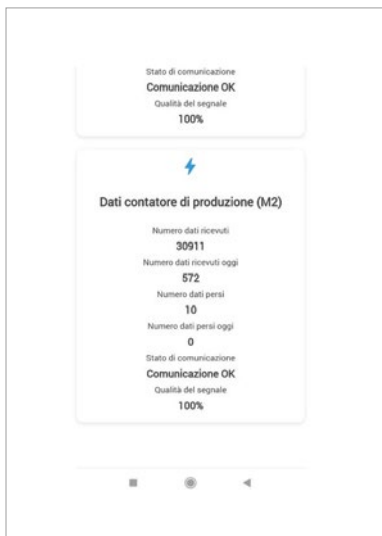 Stato di comunicazione
Comunicazione OK
Qualità del segnale
100%
Dati contatore di produzione (M2)
Numero dati ricevuti
30911
Numero dati ricevuti oggi
572
Numero dati persi
10
Numero dati persi oggi
0
Stato di comunicazione
Comunicazione OK
Qualità del segnale
100%